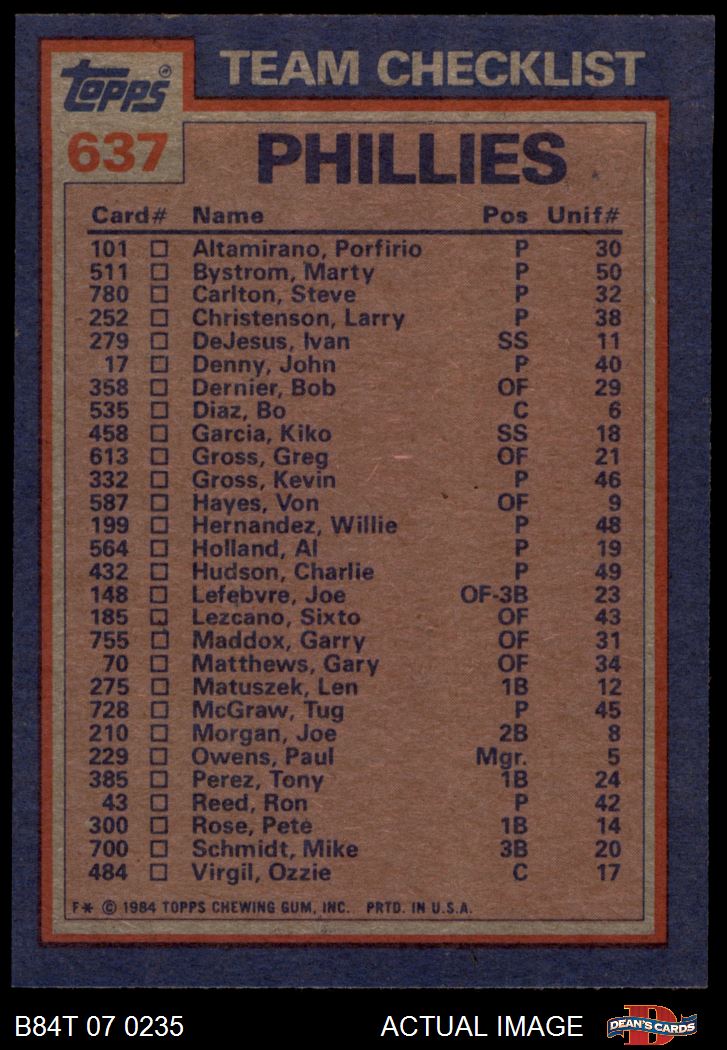 TOPPS ® TEAM CHECKLIST
637 PHILLIES
Card# Name Pos Unif#
101 Altamirano, Porfirio P 30
511 Bystrom, Marty P 50
780 Carlton, Steve P 32
252 Christenson, Larry P 38
279 DeJesus, Ivan SS 11
17 Denny, John P 40
358 Dernier, Bob OF 29
535 Diaz, Bo C 6
458 Garcia, Kiko SS 18
613 Gross, Greg OF 21
332 Gross, Kevin P 46
587 Hayes, Von OF 9
199 Hernandez, Willie P 48
564 Holland, Al P 19
432 Hudson, Charlie P 49
148 Lefebvre, Joe OF-3B 23
185 Lezcano, Sixto OF 43
755 Maddox, Garry OF 31
70 Matthews, Gary OF 34
275 Matuszek, Len 1B 12
728 McGraw, Tug P 45
210 Morgan, Joe 2B 8
229 Owens, Paul Mgr. 5
385 Perez, Tony 1B 24
43 Reed, Ron P 42
300 Rose, Pete 1B 14
700 Schmidt, Mike 3B 20
484 Virgil, Ozzie C 17
F* © 1984 TOPPS CHEWING GUM, INC. PRTD. IN U.S.A.
B84T 07 0235 ACTUAL IMAGE D DEAN'S CARDS